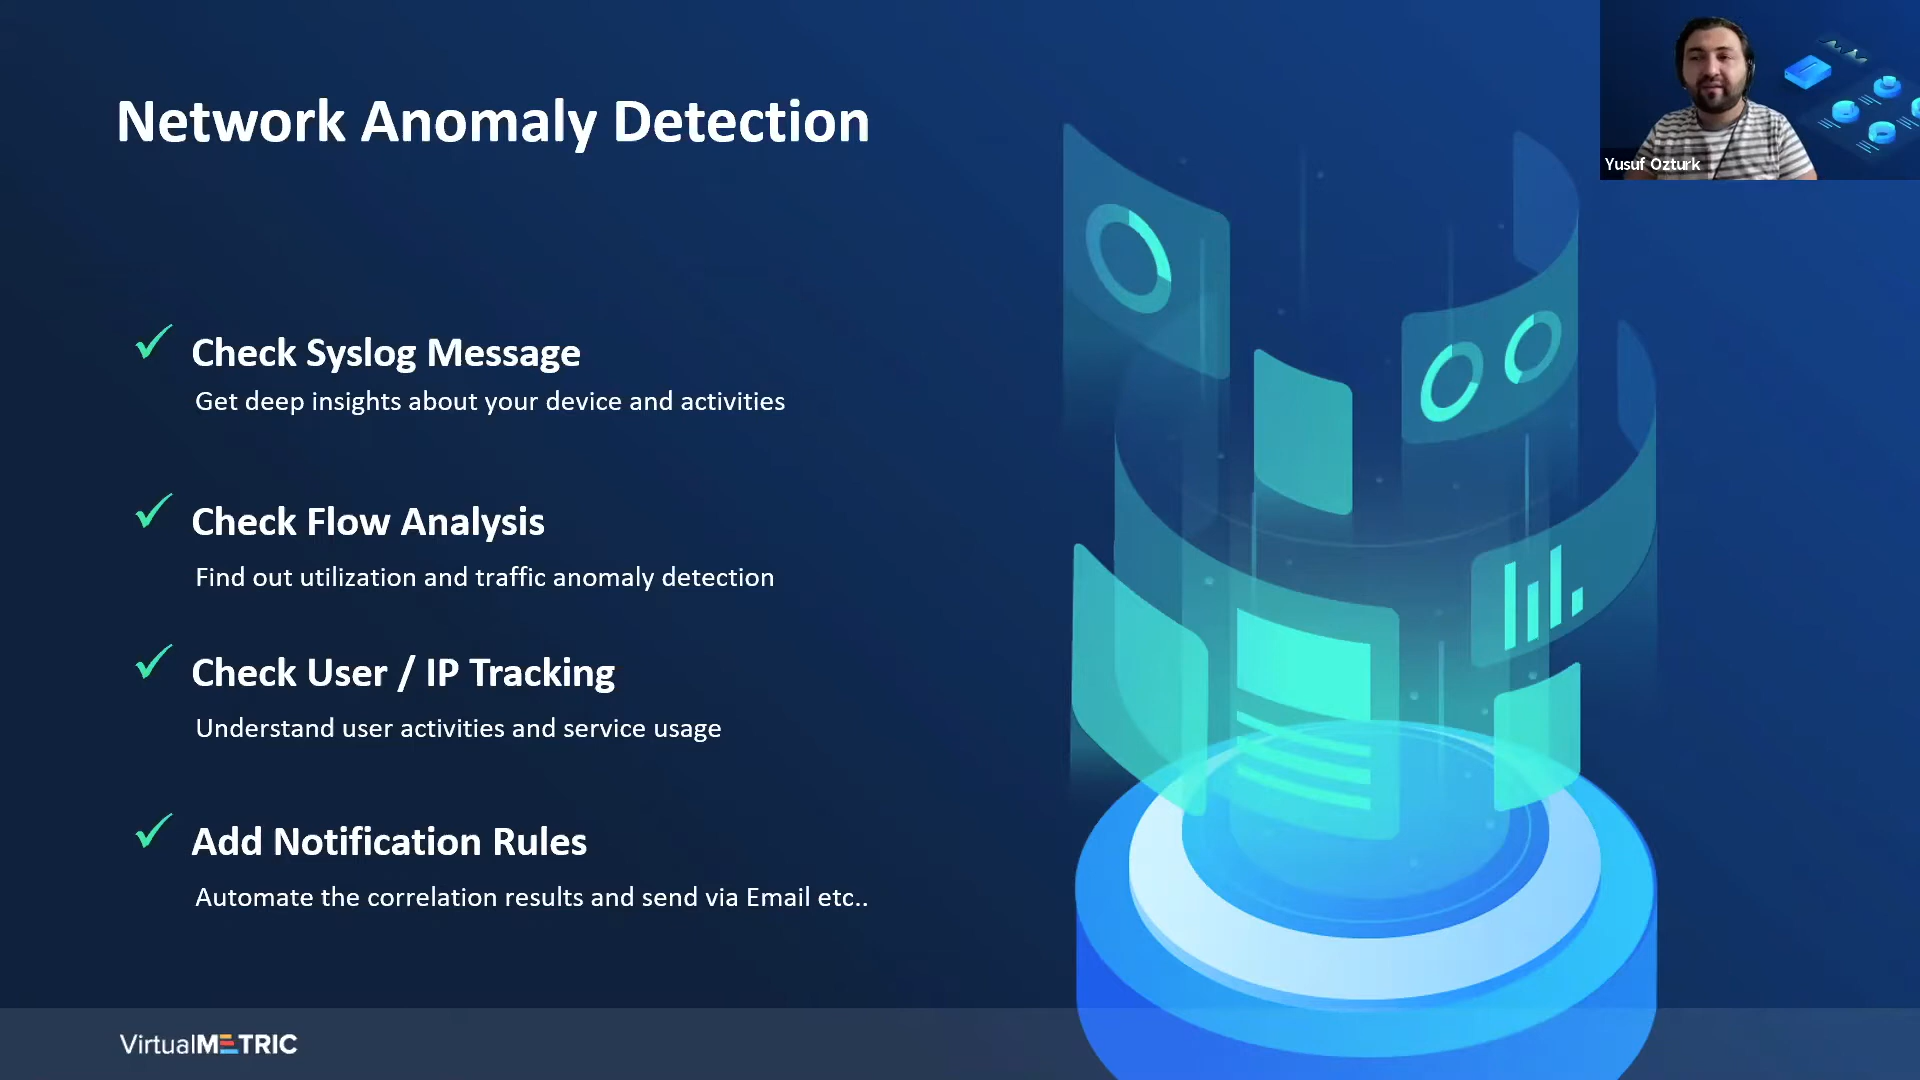 Network Anomaly Detection
Yusuf Ozturk
Check Syslog Message
Get deep insights about your device and activities
Check Flow Analysis
Find out utilization and traffic anomaly detection
Check User / IP Tracking
Understand user activities and service usage
Add Notification Rules
Automate the correlation results and send via Email etc..
VirtualMETRIC